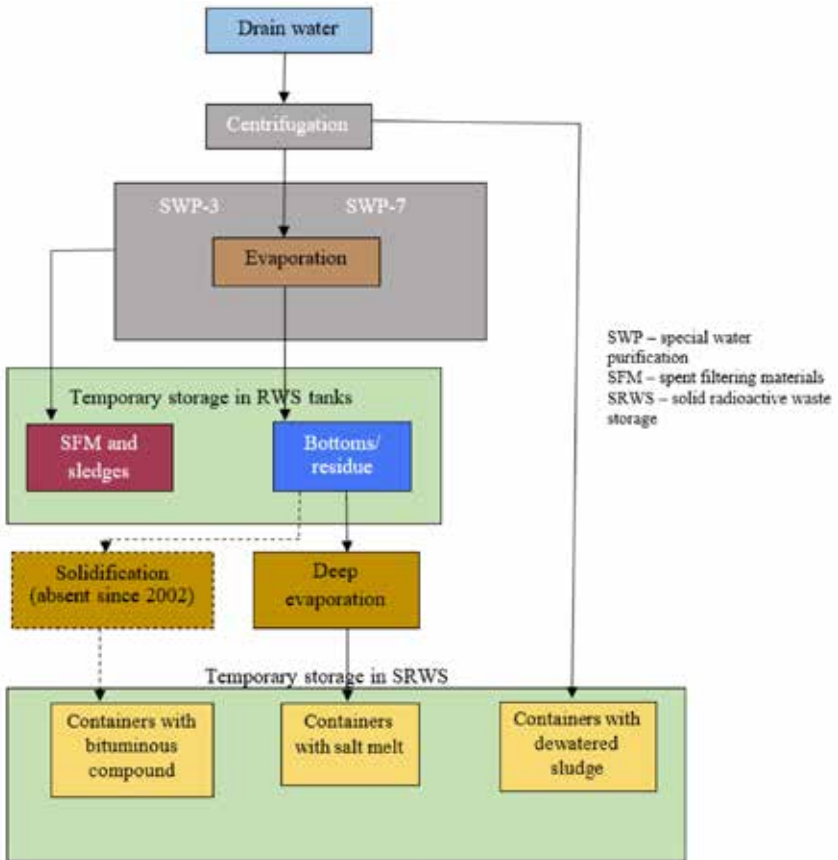 Drain water
Centrifugation
SWP-3
SWP-7
Evaporation
SWP – special water
purification
SFM – spent filtering materials
SRWS – solid radioactive waste
storage
Temporary storage in RWS tanks
SFM and
sledges
Bottoms/
residue
Solidification
(absent since 2002)
Deep
evaporation
Temporary storage in SRWS
Containers with
bituminous
compound
Containers
with salt melt
Containers with
dewatered
sludge